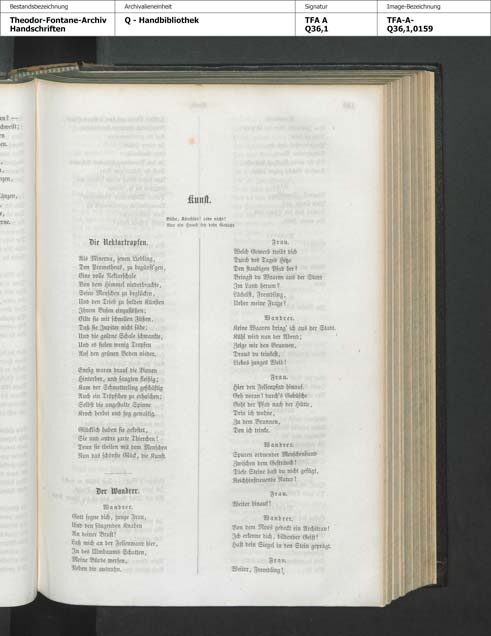 Bestandsbezeichnung
Theodor-Fontane-Archiv
Handschriften
Archivalieneinheit
Q - Handbibliothek
Signatur
TFA A
Q36,1
Image-Bezeichnung
TFA-A-
Q36,1,0159
Kunst.
Bilde, Künstler! rede nicht!
Nur ein Hauch sei dein Gedicht.
Die Nektartropfen.
Als Minerva, jenen Liebling,
Den Prometheus, zu begünst'gen,
Eine volle Nektarschale
Von dem Himmel niederbrachte,
Seine Menschen zu beglücken,
Und den Trieb zu holden Künsten
Ihrem Busen einzuflößen;
Eilte sie mit schnellen Füßen,
Daß sie Jupiter nicht sähe;
Und die goldne Schale schwankte,
Und es fielen wenig Tropfen
Auf den grünen Boden nieder.
Emsig waren drauf die Bienen
Hinterher, und saugten fleißig;
Kam der Schmetterling geschäftig
Auch ein Tröpfchen zu erhaschen;
Selbst die ungestalte Spinne
Kroch herbei und sog gewaltig.
Glücklich haben sie gekostet,
Sie und andre zarte Thierchen!
Denn sie theilen mit dem Menschen
Nun das schönste Glück, die Kunst.
Der Wandrer.
Wandrer.
Gott segne dich, junge Frau,
Und den säugenden Knaben
An deiner Brust!
Laß mich an der Felsenwand hier,
In des Ulmbaums Schatten,
Meine Bürde werfen,
Neben dir ausruhn.
Frau.
Welch Gewerb treibt dich
Durch des Tages Hitze
Den staubigen Pfad her?
Bringst du Waaren aus der Stadt
Im Land herum?
Lächelst, Fremdling,
Ueber meine Frage?
Wandrer.
Keine Waaren bring' ich aus der Stadt.
Kühl wird nun der Abend;
Zeige mir den Brunnen,
Draus du trinkest,
Liebes junges Weib!
Frau.
Hier den Felsenpfad hinauf.
Geh voran! durch's Gebüsche
Geht der Pfad nach der Hütte,
Drin ich wohne,
Zu dem Brunnen,
Den ich trinke.
Wandrer.
Spuren ordnender Menschenhand
Zwischen dem Gesträuch!
Diese Steine hast du nicht gefügt,
Reichhinstreuende Natur!
Frau.
Weiter hinauf!
Wandrer.
Von dem Moos gedeckt ein Architrav!
Ich erkenne dich, bildender Geist!
Hast dein Siegel in den Stein geprägt.
Frau.
Weiter, Fremdling!